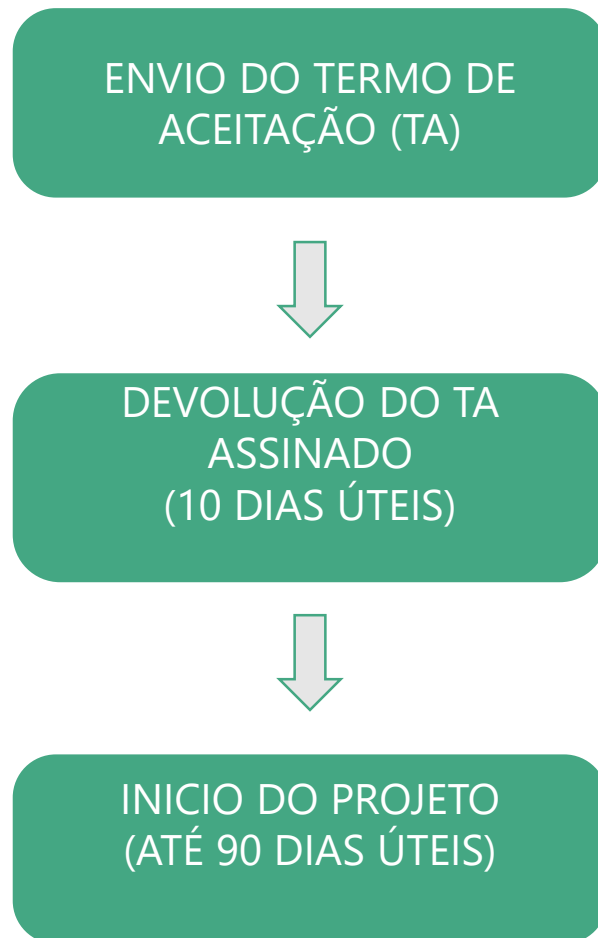 ENVIO DO TERMO DE
ACEITAÇÃO (TA)
DEVOLUÇÃO DO TA
ASSINADO
(10 DIAS ÚTEIS)
INICIO DO PROJETO
(ATÉ 90 DIAS ÚTEIS)